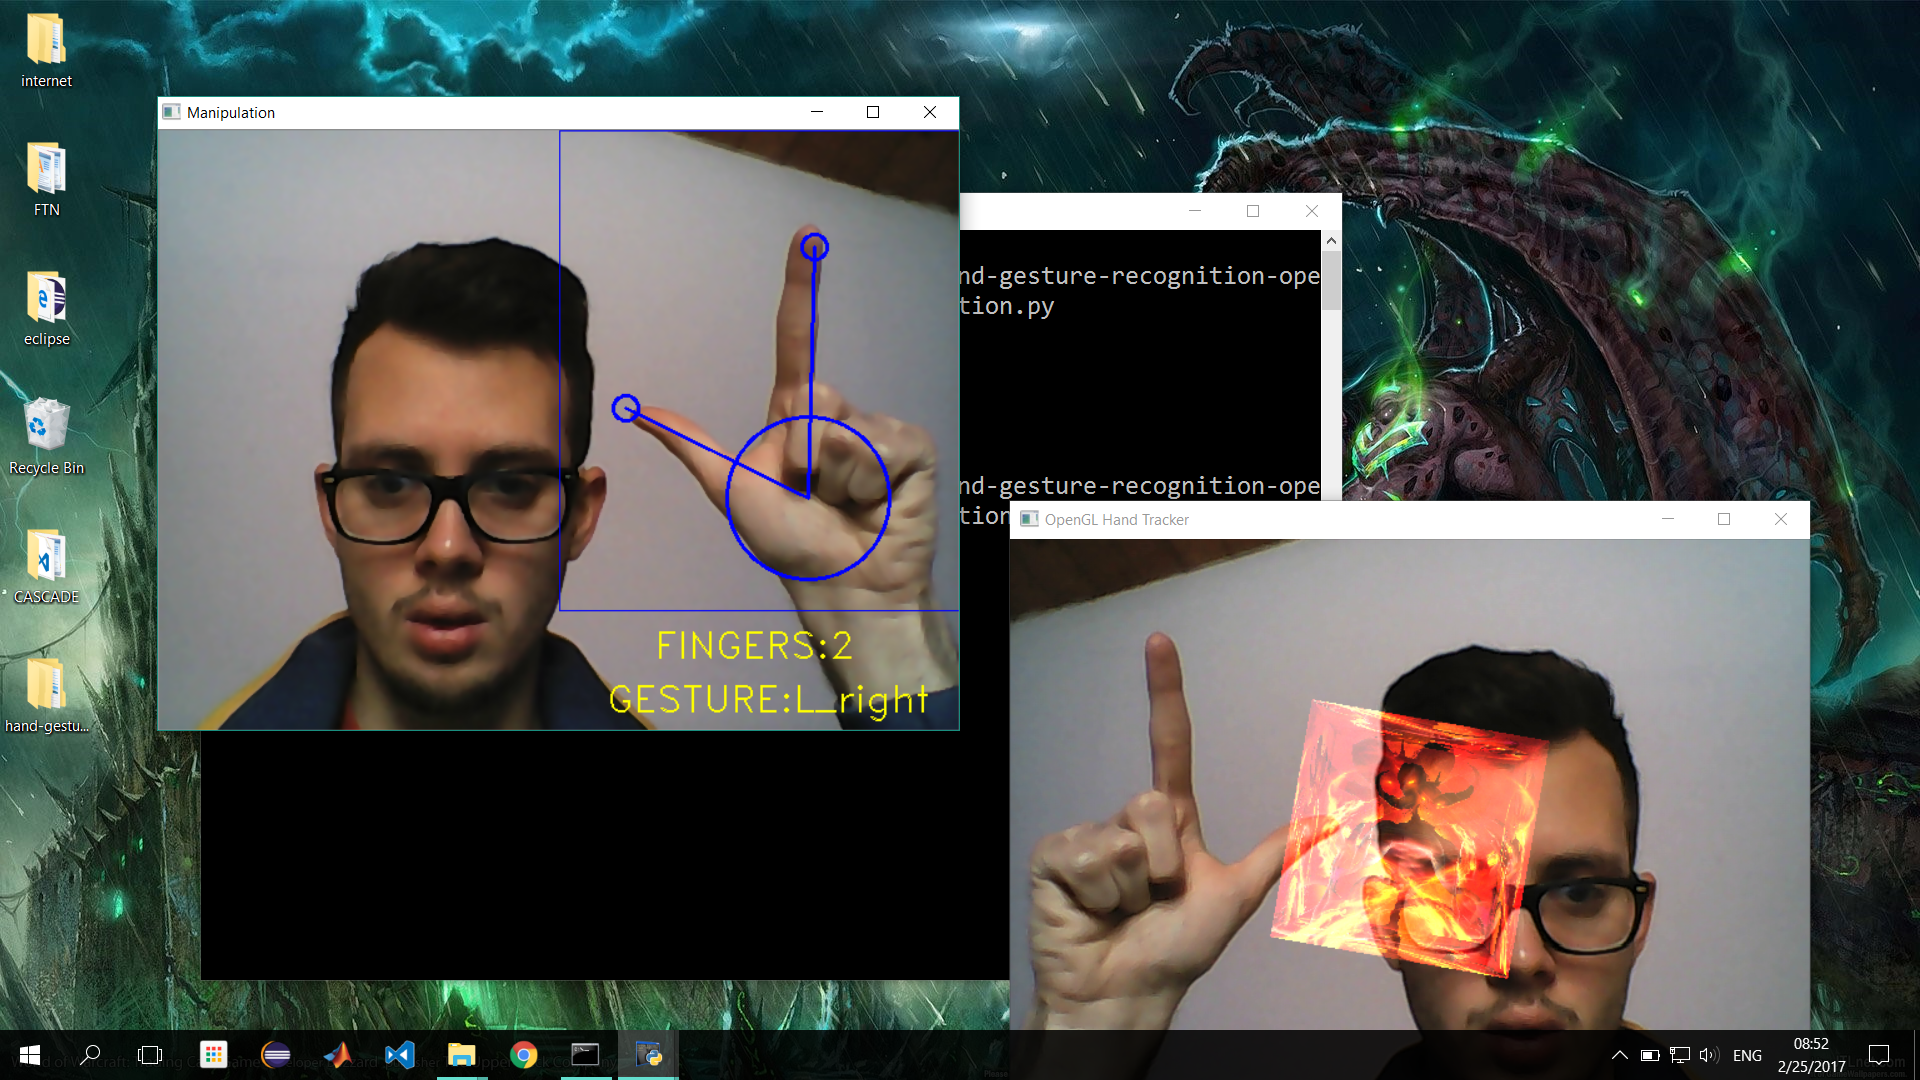 internet
FTN
eclipse
Recycle Bin
CASCADE
hand-gestu...
Manipulation
nd-gesture-recognition-ope
tion.py
nd-gesture-recognition-ope
tion
OpenGL Hand Tracker
FINGERS:2
GESTURE:L_right
ENG
08:52
2/25/2017